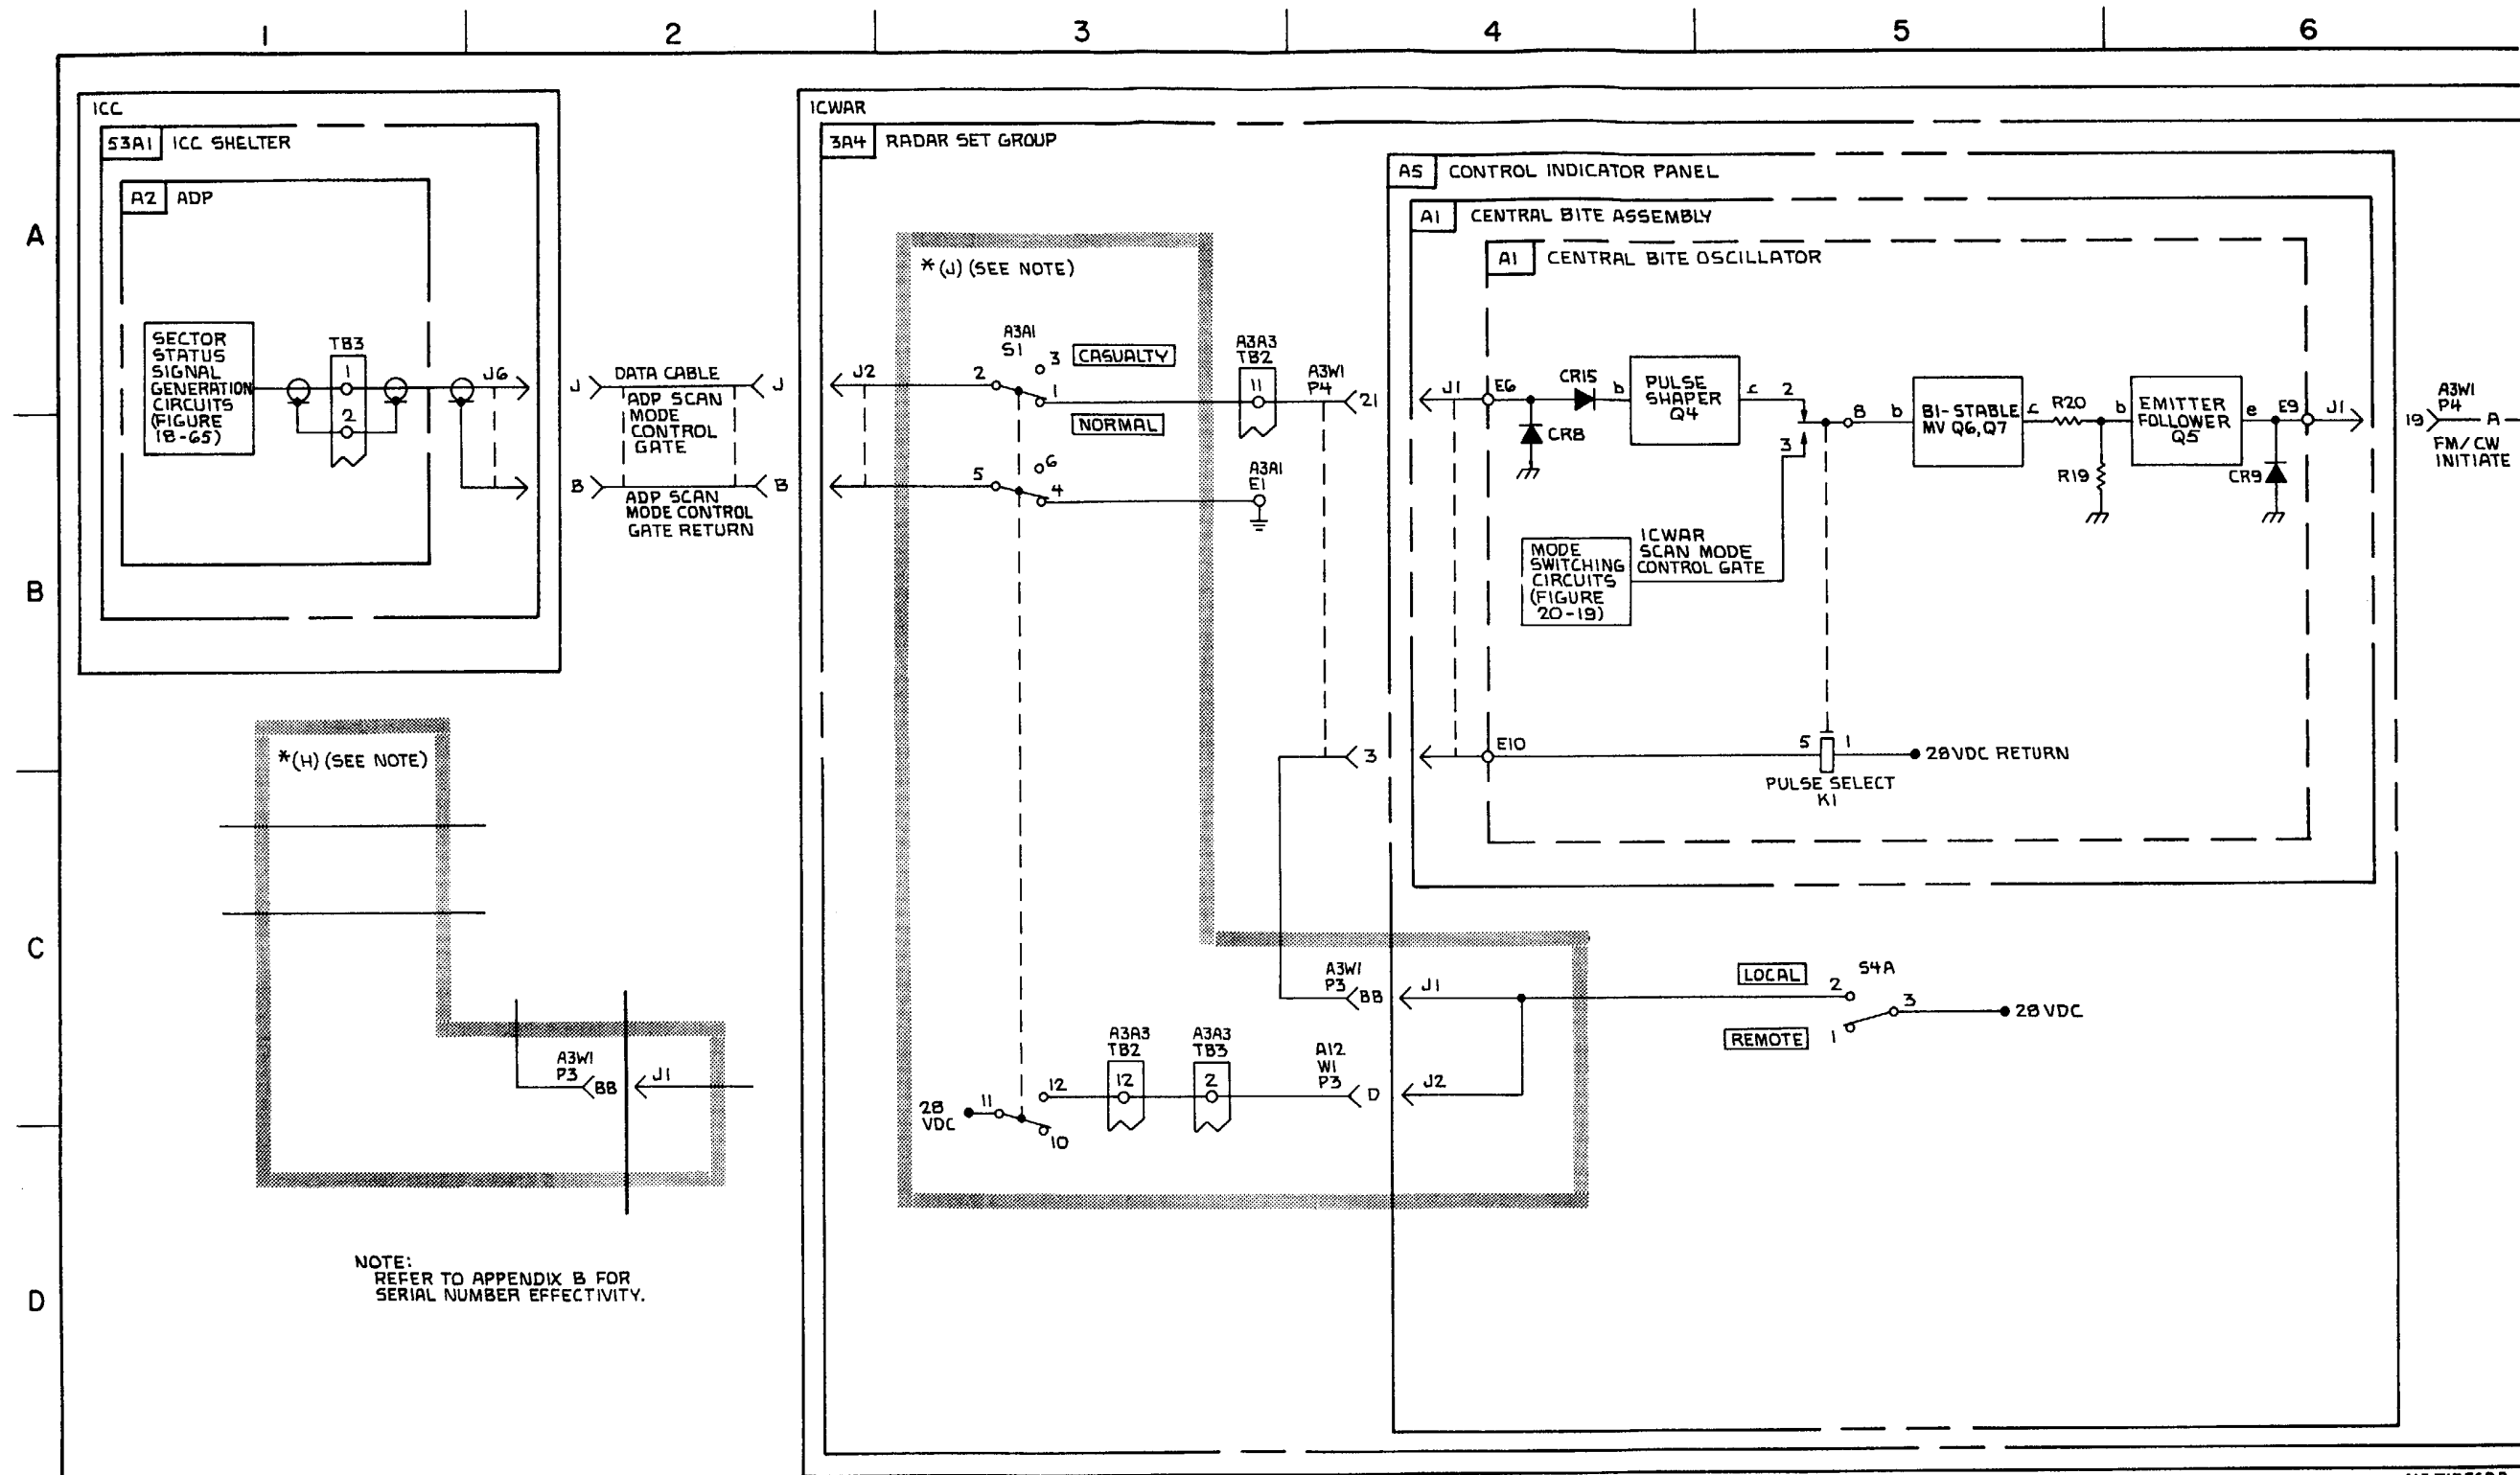 1 2 3 4 5 6
A
B
C
D
ICC
53A1 ICC SHELTER
A2 ADP
SECTOR
STATUS
SIGNAL
GENERATION
CIRCUITS
(FIGURE
18-65)
TB3
1
2
J6
J
DATA CABLE
J
ADP SCAN
MODE
CONTROL
GATE
B
B
ADP SCAN
MODE CONTROL
GATE RETURN
*(H) (SEE NOTE)
A3W1
P3
BB
J1
NOTE:
REFER TO APPENDIX B FOR
SERIAL NUMBER EFFECTIVITY.
ICWAR
3A4 RADAR SET GROUP
*(J) (SEE NOTE)
J2
A3A1
S1
2
3
CASUALTY
1
NORMAL
5
6
4
A3A3
TB2
11
A3W1
P4
21
A3A1
E1
3
A3W1
P3
BB
J1
28
VDC
11
12
10
A3A3
TB2
12
A3A3
TB3
2
A12
W1
P3
D
J2
A5 CONTROL INDICATOR PANEL
A1 CENTRAL BITE ASSEMBLY
A1 CENTRAL BITE OSCILLATOR
J1
E6
CR15
b
CR8
PULSE
SHAPER
Q4
c
2
3
8
b
BI-STABLE
MV Q6, Q7
c
R20
R19
b
EMITTER
FOLLOWER
Q5
e
E9
J1
CR9
19
A3W1
P4
A
FM/CW
INITIATE
MODE
SWITCHING
CIRCUITS
(FIGURE
20-19)
ICWAR
SCAN MODE
CONTROL GATE
E10
5
1
28VDC RETURN
PULSE SELECT
K1
LOCAL
2
S4A
3
28 VDC
REMOTE
1